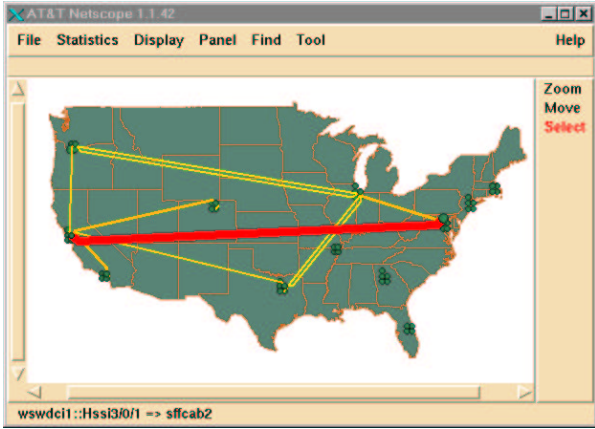 AT&T Netscope 1.1.42
File Statistics Display Panel Find Tool Help
Zoom
Move
Select
wswdci1::Hssi3/0/1 => sffcab2